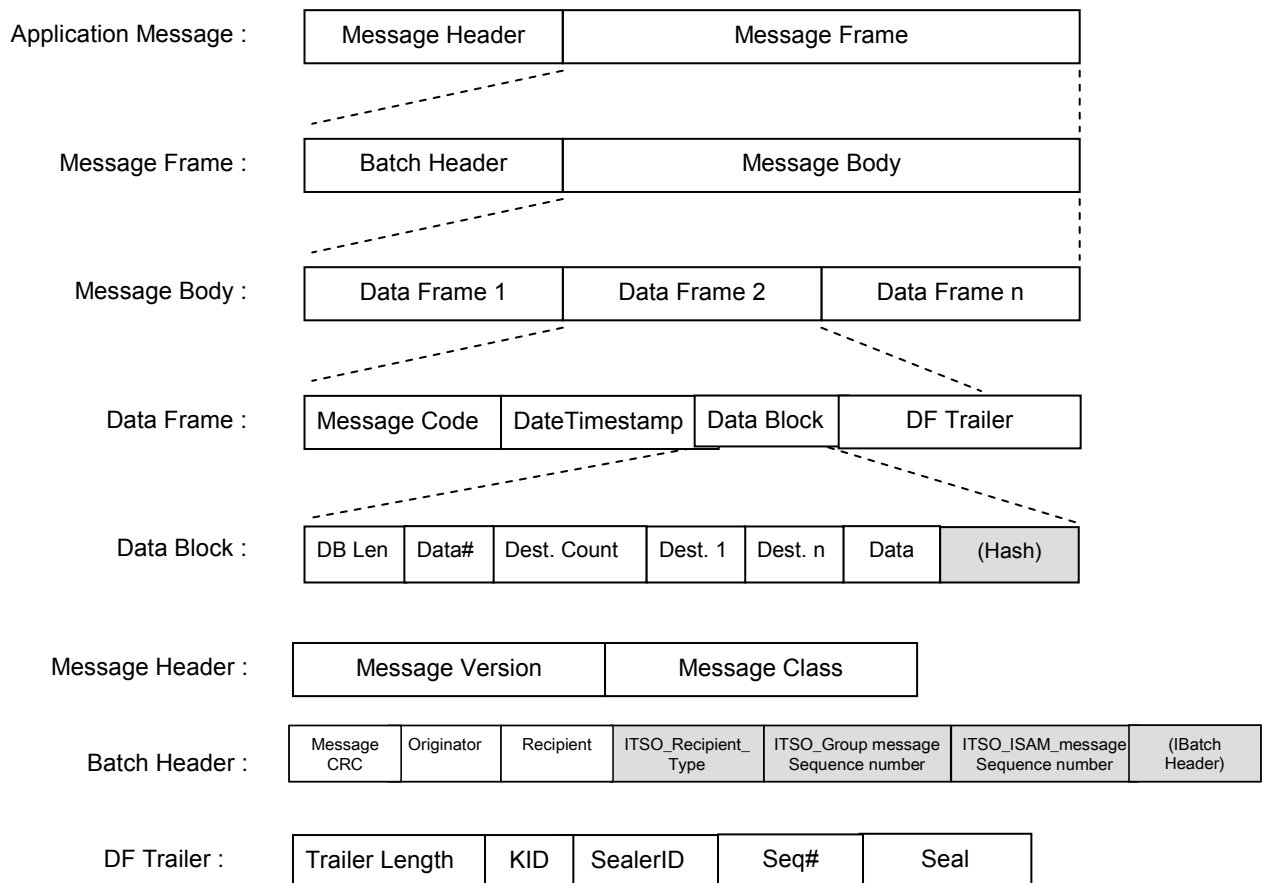 Application Message : Message Header Message Frame
Message Frame : Batch Header Message Body
Message Body : Data Frame 1 Data Frame 2 Data Frame n
Data Frame : Message Code DateTimestamp Data Block DF Trailer
Data Block : DB Len Data# Dest. Count Dest. 1 Dest. n Data (Hash)
Message Header : Message Version Message Class
Batch Header : Message CRC Originator Recipient ITSO_Recipient_ Type ITSO_Group message Sequence number ITSO_ISAM_message Sequence number (IBatch Header)
DF Trailer : Trailer Length KID SealerID Seq# Seal